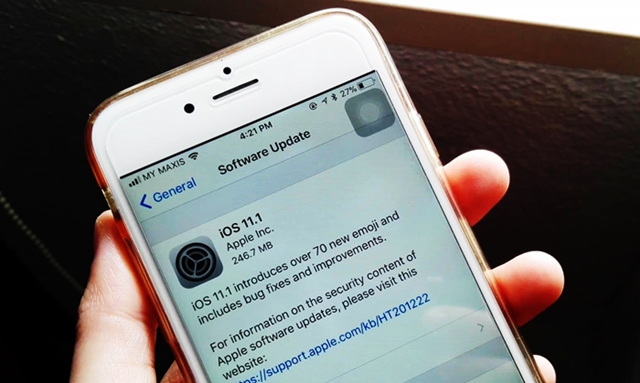 MY MAXIS 4:21 PM 27%
General Software Update
iOS 11.1
Apple Inc.
246.7 MB
iOS 11.1 introduces over 70 new emoji and
includes bug fixes and improvements.
For information on the security content of
Apple software updates, please visit this
website:
https://support.apple.com/kb/HT201222